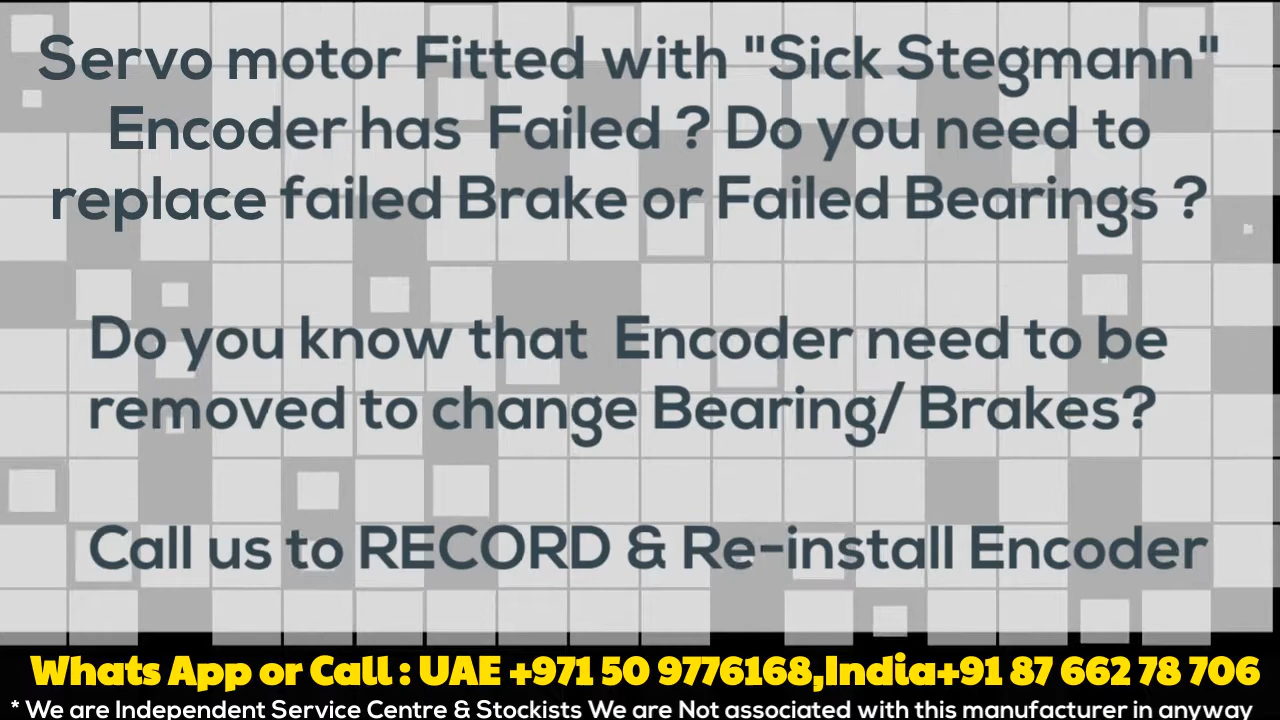 Servo motor Fitted with "Sick Stegmann"
Encoder has Failed ? Do you need to
replace failed Brake or Failed Bearings ?
Do you know that Encoder need to be
removed to change Bearing/ Brakes?
Call us to RECORD & Re-install Encoder
Whats App or Call : UAE +971 50 9776168,India+91 87 662 78 706
* We are Independent Service Centre & Stockists We are Not associated with this manufacturer in anyway